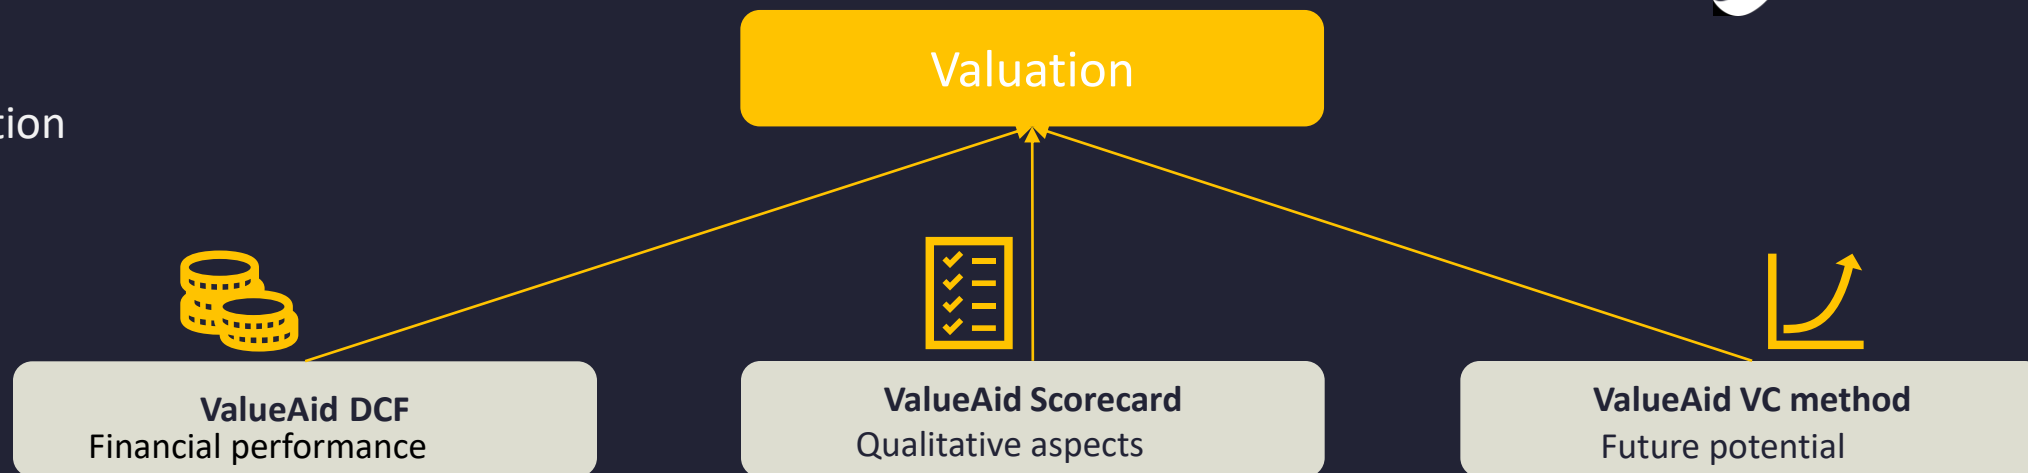 Valuation
tion
ValueAid DCF
Financial performance
ValueAid Scorecard
Qualitative aspects
ValueAid VC method
Future potential